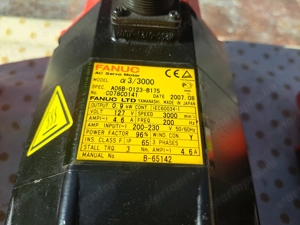 FANUC
AC Servo Motor
MODEL α3/3000
SPEC. A06B-0123-B175
No. C078C0141 DATE 2007.08
FANUC LTD YAMANASHI, MADE IN JAPAN
OUTPUT 0.9 kW CONT(IEC60034-1)
VOLT. 127 V SPEED 3000 min-1
AMP(~) 4.6 A FREQ. 200 Hz
AMP. INPUT(~) 200-230 V 50/60Hz
POWER FACTOR 96% WIND CON. Y
INS. CLASS F IP 65 3 PHASES
STALL TRQ. 3 Nm, AMP(~) 4.6 A
MANUAL No. B-65142